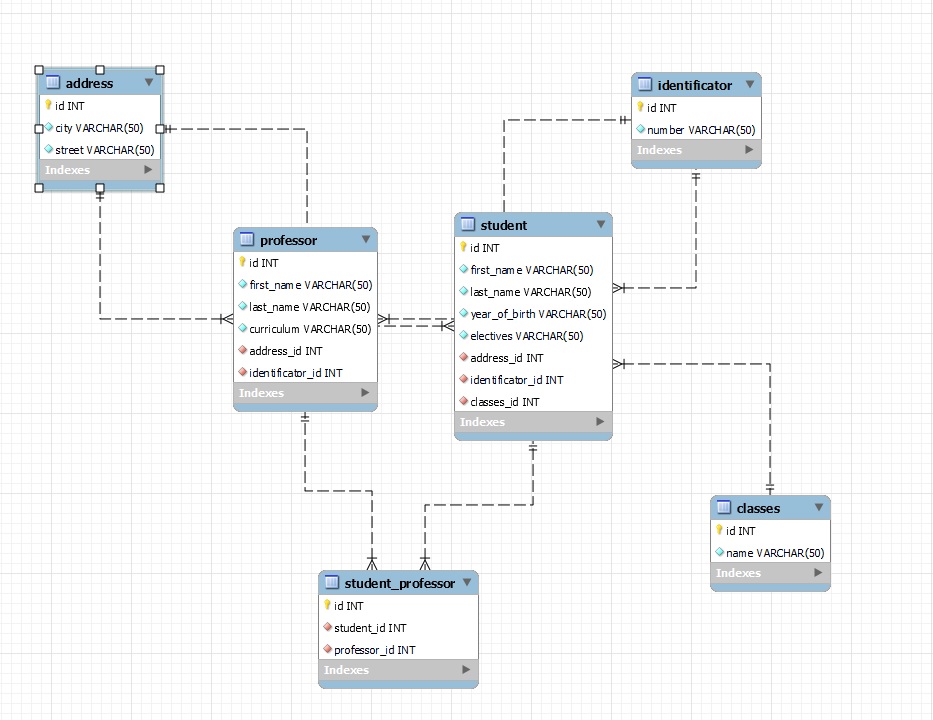 address
id INT
city VARCHAR(50)
street VARCHAR(50)
Indexes
identificator
id INT
number VARCHAR(50)
Indexes
professor
id INT
first_name VARCHAR(50)
last_name VARCHAR(50)
curriculum VARCHAR(50)
address_id INT
identificator_id INT
Indexes
student
id INT
first_name VARCHAR(50)
last_name VARCHAR(50)
year_of_birth VARCHAR(50)
electives VARCHAR(50)
address_id INT
identificator_id INT
classes_id INT
Indexes
classes
id INT
name VARCHAR(50)
Indexes
student_professor
id INT
student_id INT
professor_id INT
Indexes